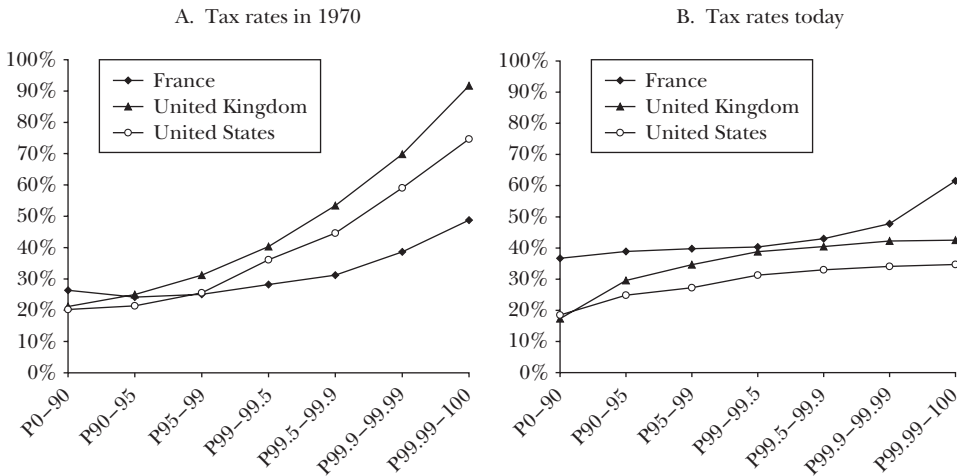 A. Tax rates in 1970
100%
90%
80%
70%
60%
50%
40%
30%
20%
10%
0%
France
United Kingdom
United States
P0–90
P90–95
P95–99
P99–99.5
P99.5–99.9
P99.9–99.99
P99.99–100
B. Tax rates today
100%
90%
80%
70%
60%
50%
40%
30%
20%
10%
0%
France
United Kingdom
United States
P0–90
P90–95
P95–99
P99–99.5
P99.5–99.9
P99.9–99.99
P99.99–100